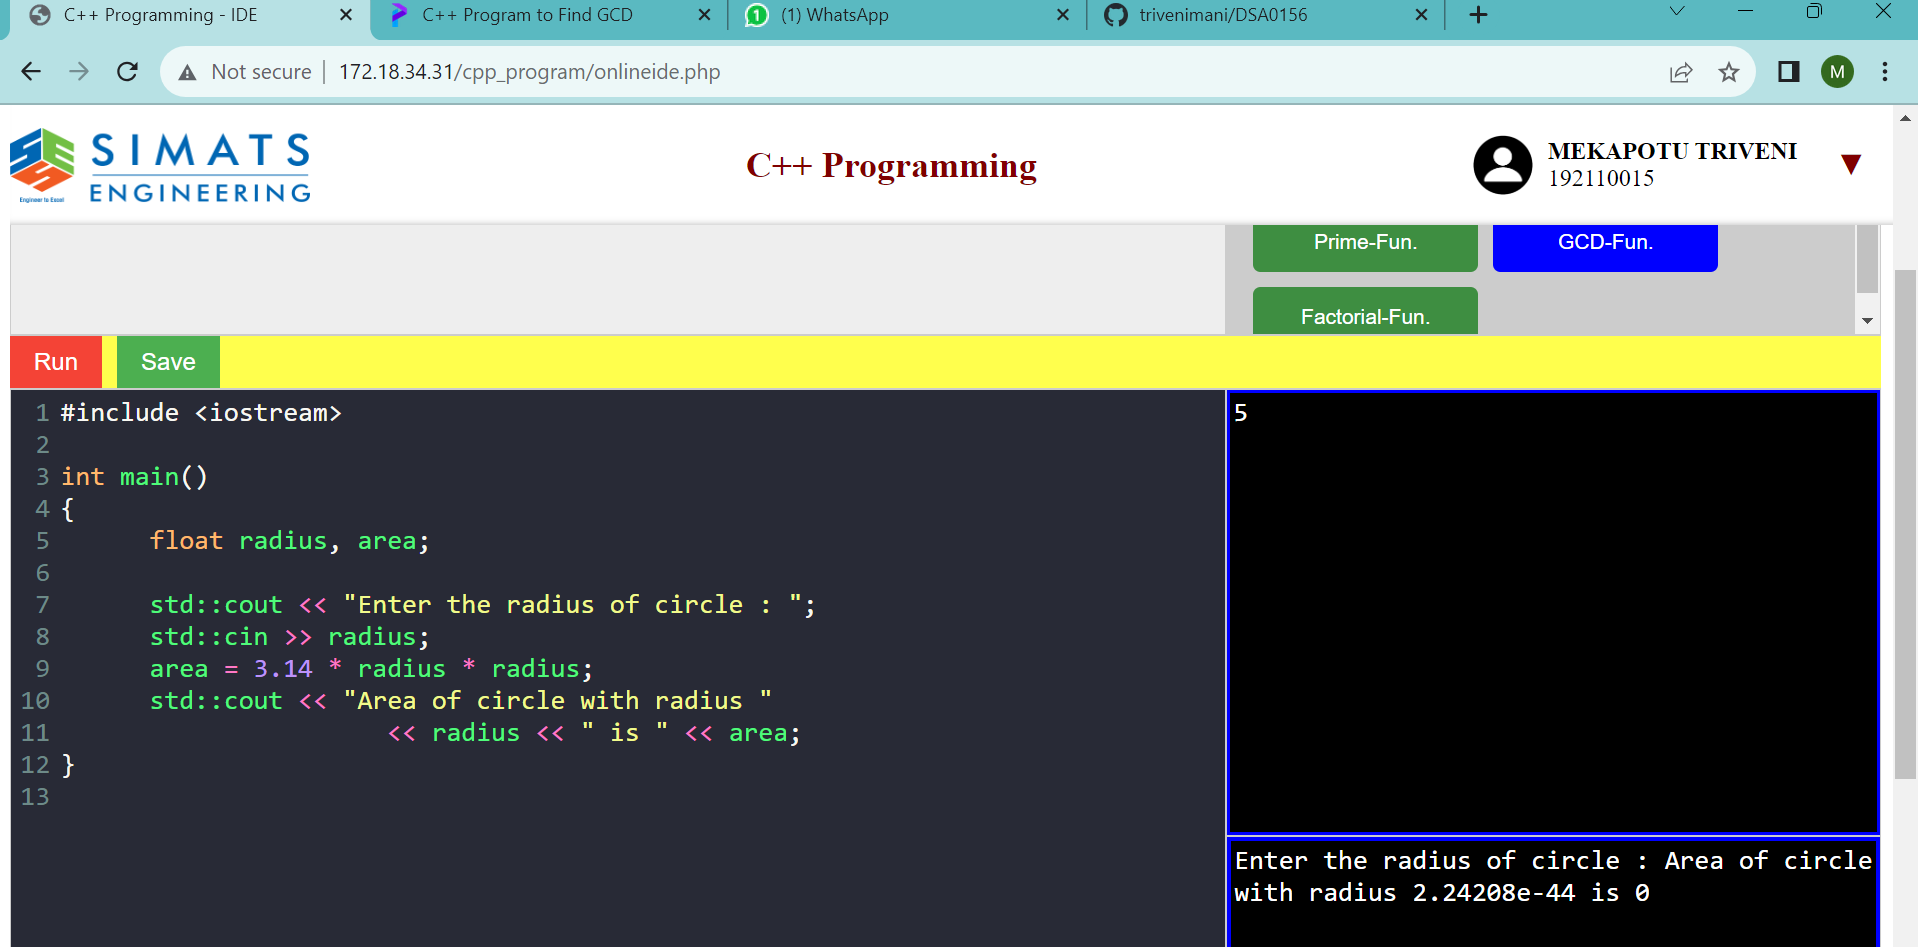 C++ Programming - IDE
C++ Program to Find GCD
(1) WhatsApp
trivenimani/DSA0156
Not secure
172.18.34.31/cpp_program/onlineide.php
M
SIMATS
ENGINEERING
Engineer to Excel
C++ Programming
MEKAPOTU TRIVENI
192110015
Prime-Fun.
GCD-Fun.
Factorial-Fun.
Run
Save
1 #include <iostream>
2
3 int main()
4 {
5 float radius, area;
6
7 std::cout << "Enter the radius of circle : ";
8 std::cin >> radius;
9 area = 3.14 * radius * radius;
10 std::cout << "Area of circle with radius "
11 << radius << " is " << area;
12 }
13
5
Enter the radius of circle : Area of circle
with radius 2.24208e-44 is 0